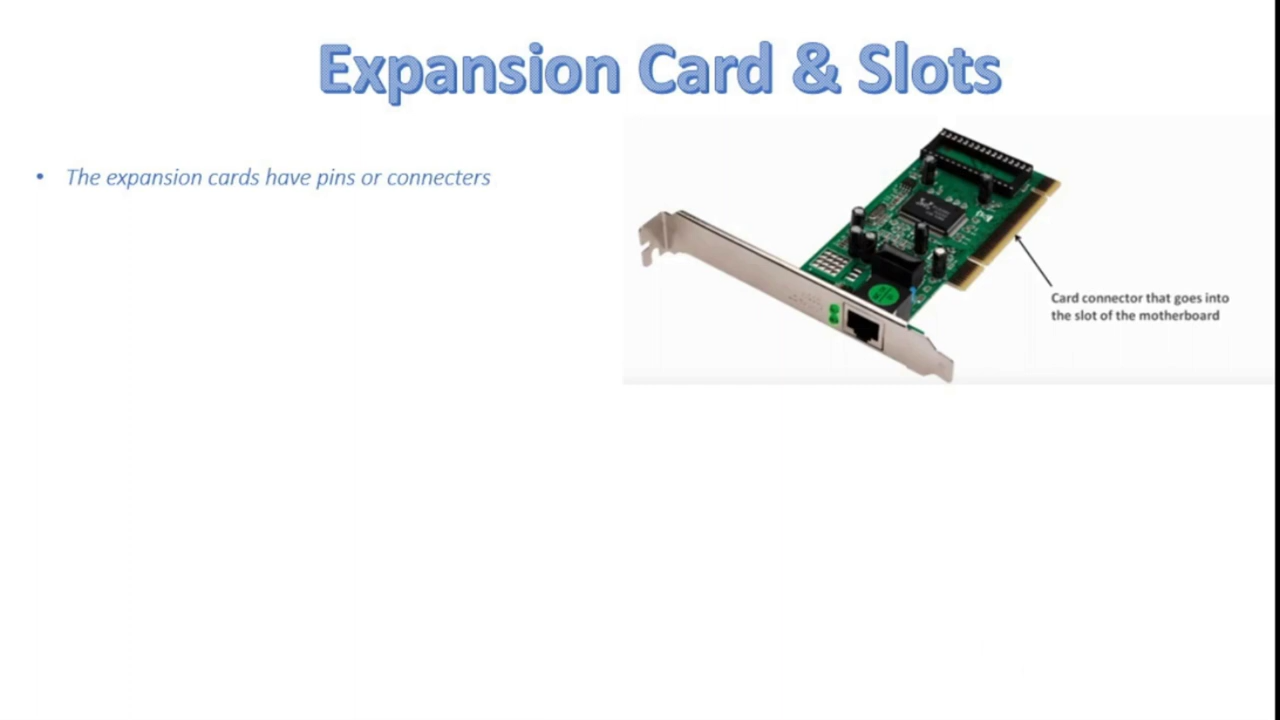 Expansion Card & Slots
• The expansion cards have pins or connecters
Card connector that goes into
the slot of the motherboard